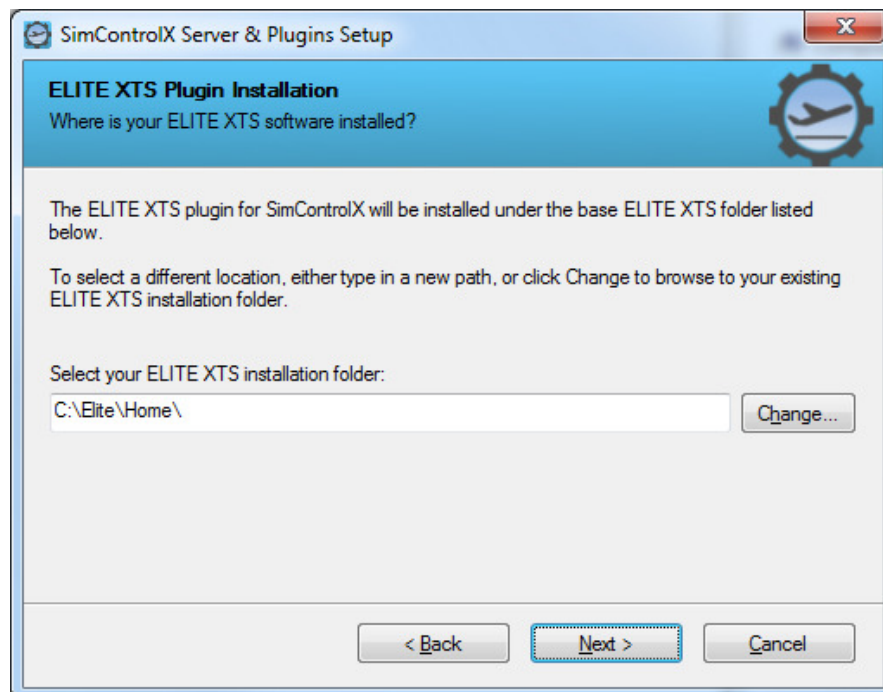 SimControlX Server & Plugins Setup
ELITE XTS Plugin Installation
Where is your ELITE XTS software installed?
The ELITE XTS plugin for SimControlX will be installed under the base ELITE XTS folder listed
below.
To select a different location, either type in a new path, or click Change to browse to your existing
ELITE XTS installation folder.
Select your ELITE XTS installation folder:
C:\Elite\Home\
Change...
< Back
Next >
Cancel